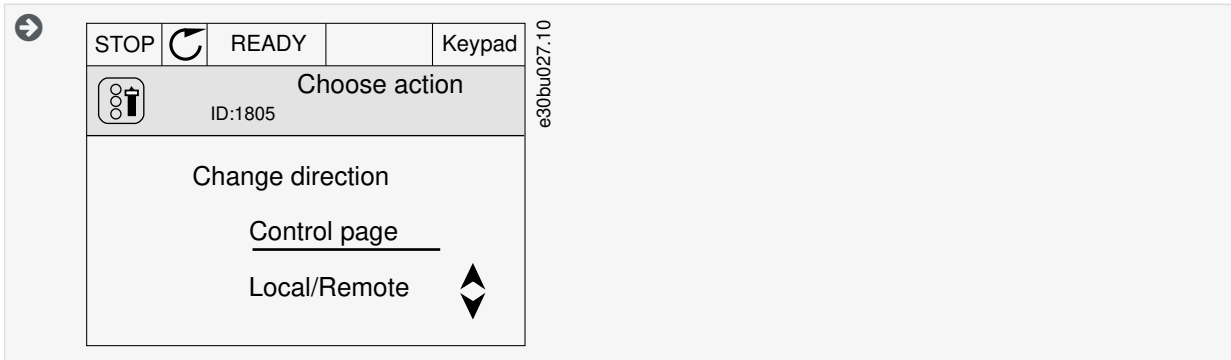 STOP READY Keypad
Choose action
ID:1805
Change direction
Control page
Local/Remote
e30bu027.10